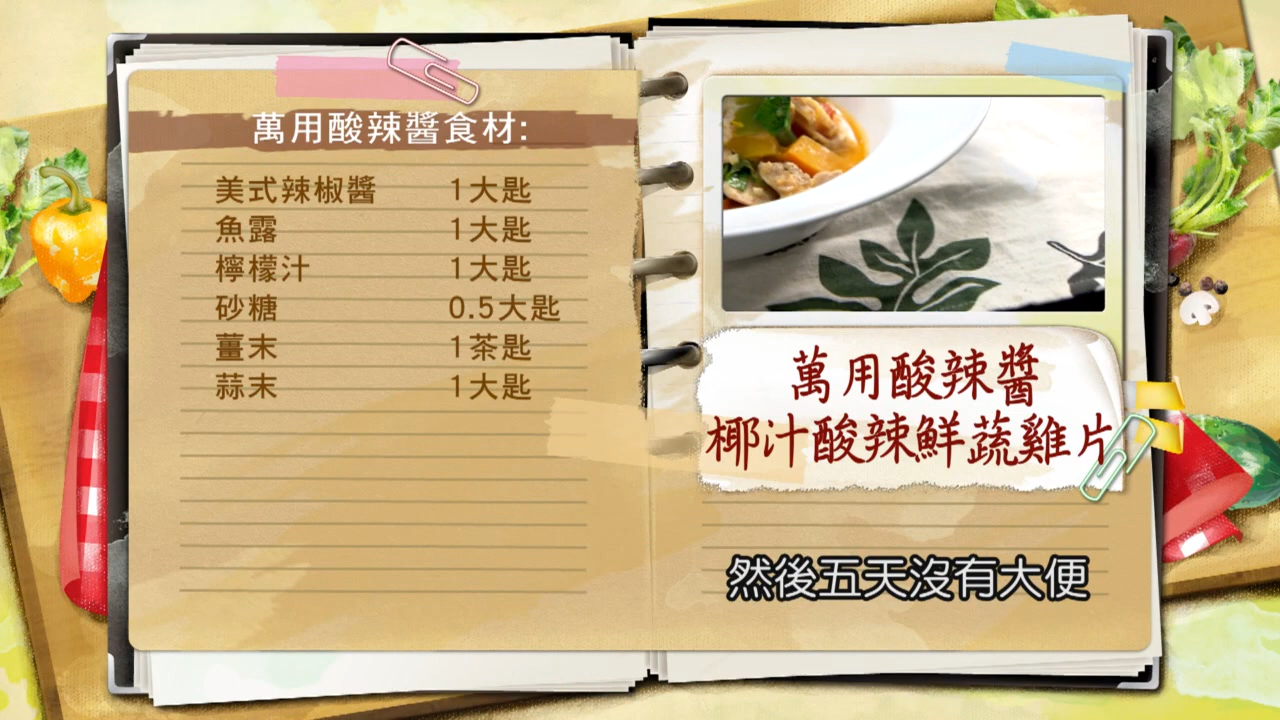 萬用酸辣醬食材:
美式辣椒醬 1大匙
魚露 1大匙
檸檬汁 1大匙
砂糖 0.5大匙
薑末 1茶匙
蒜末 1大匙
萬用酸辣醬
椰汁酸辣鮮蔬雞片
然後五天沒有大便